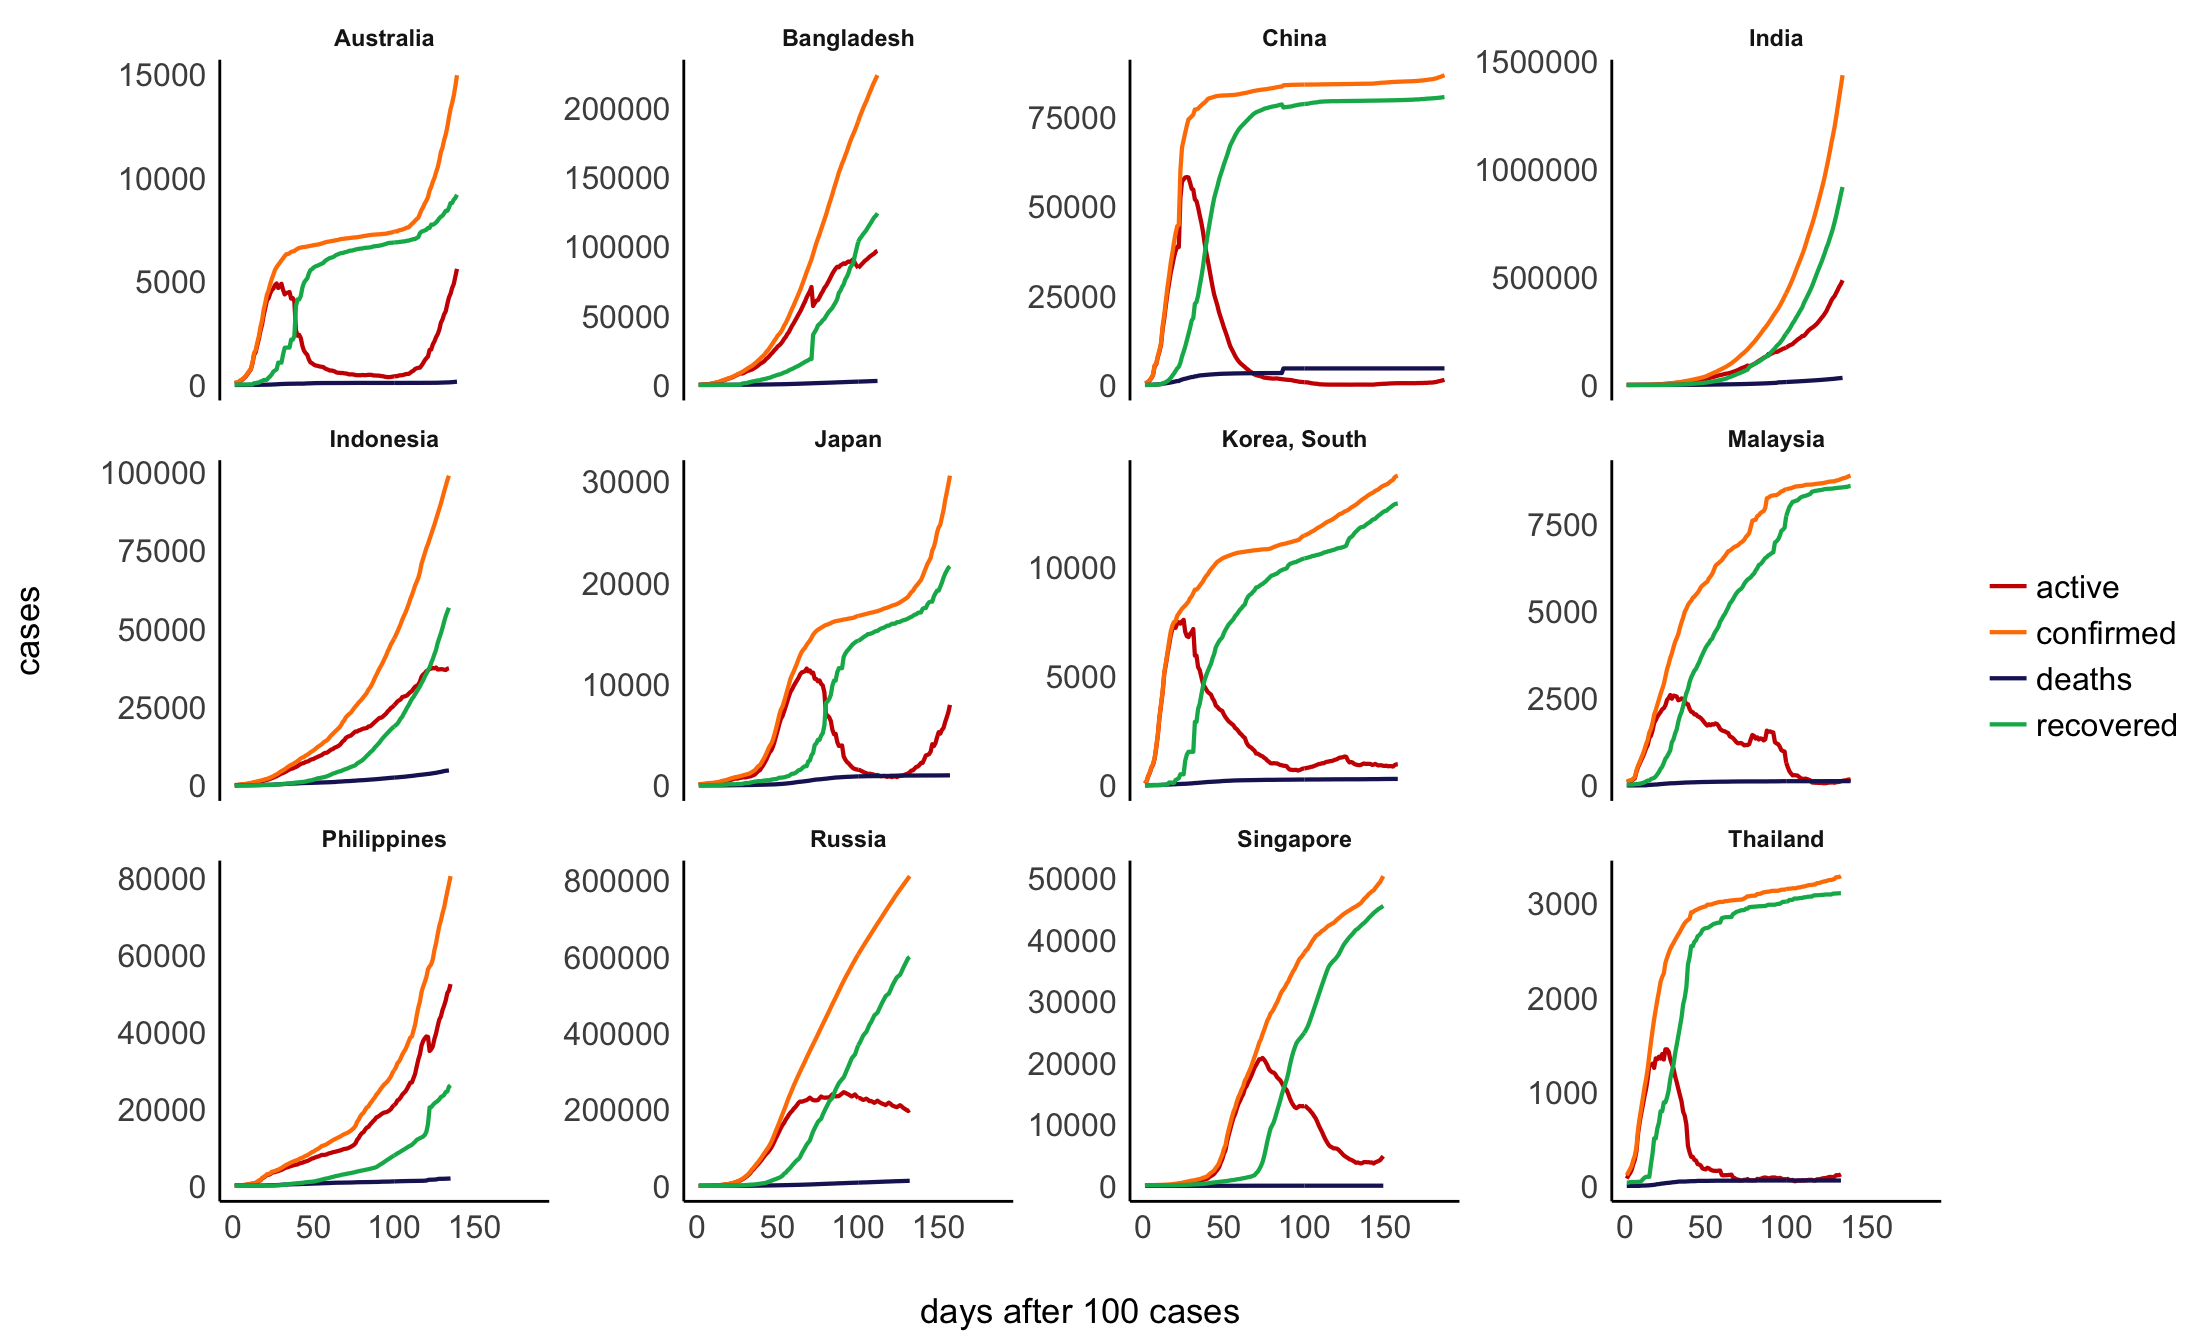 Australia
Bangladesh
China
India
15000
10000
5000
0
200000
150000
100000
50000
0
75000
50000
25000
0
1500000
1000000
500000
0
Indonesia
Japan
Korea, South
Malaysia
100000
75000
50000
25000
0
30000
20000
10000
0
10000
5000
0
7500
5000
2500
0
Philippines
Russia
Singapore
Thailand
80000
60000
40000
20000
0
800000
600000
400000
200000
0
50000
40000
30000
20000
10000
0
3000
2000
1000
0
0 50 100 150
0 50 100 150
0 50 100 150
0 50 100 150
cases
days after 100 cases
active
confirmed
deaths
recovered